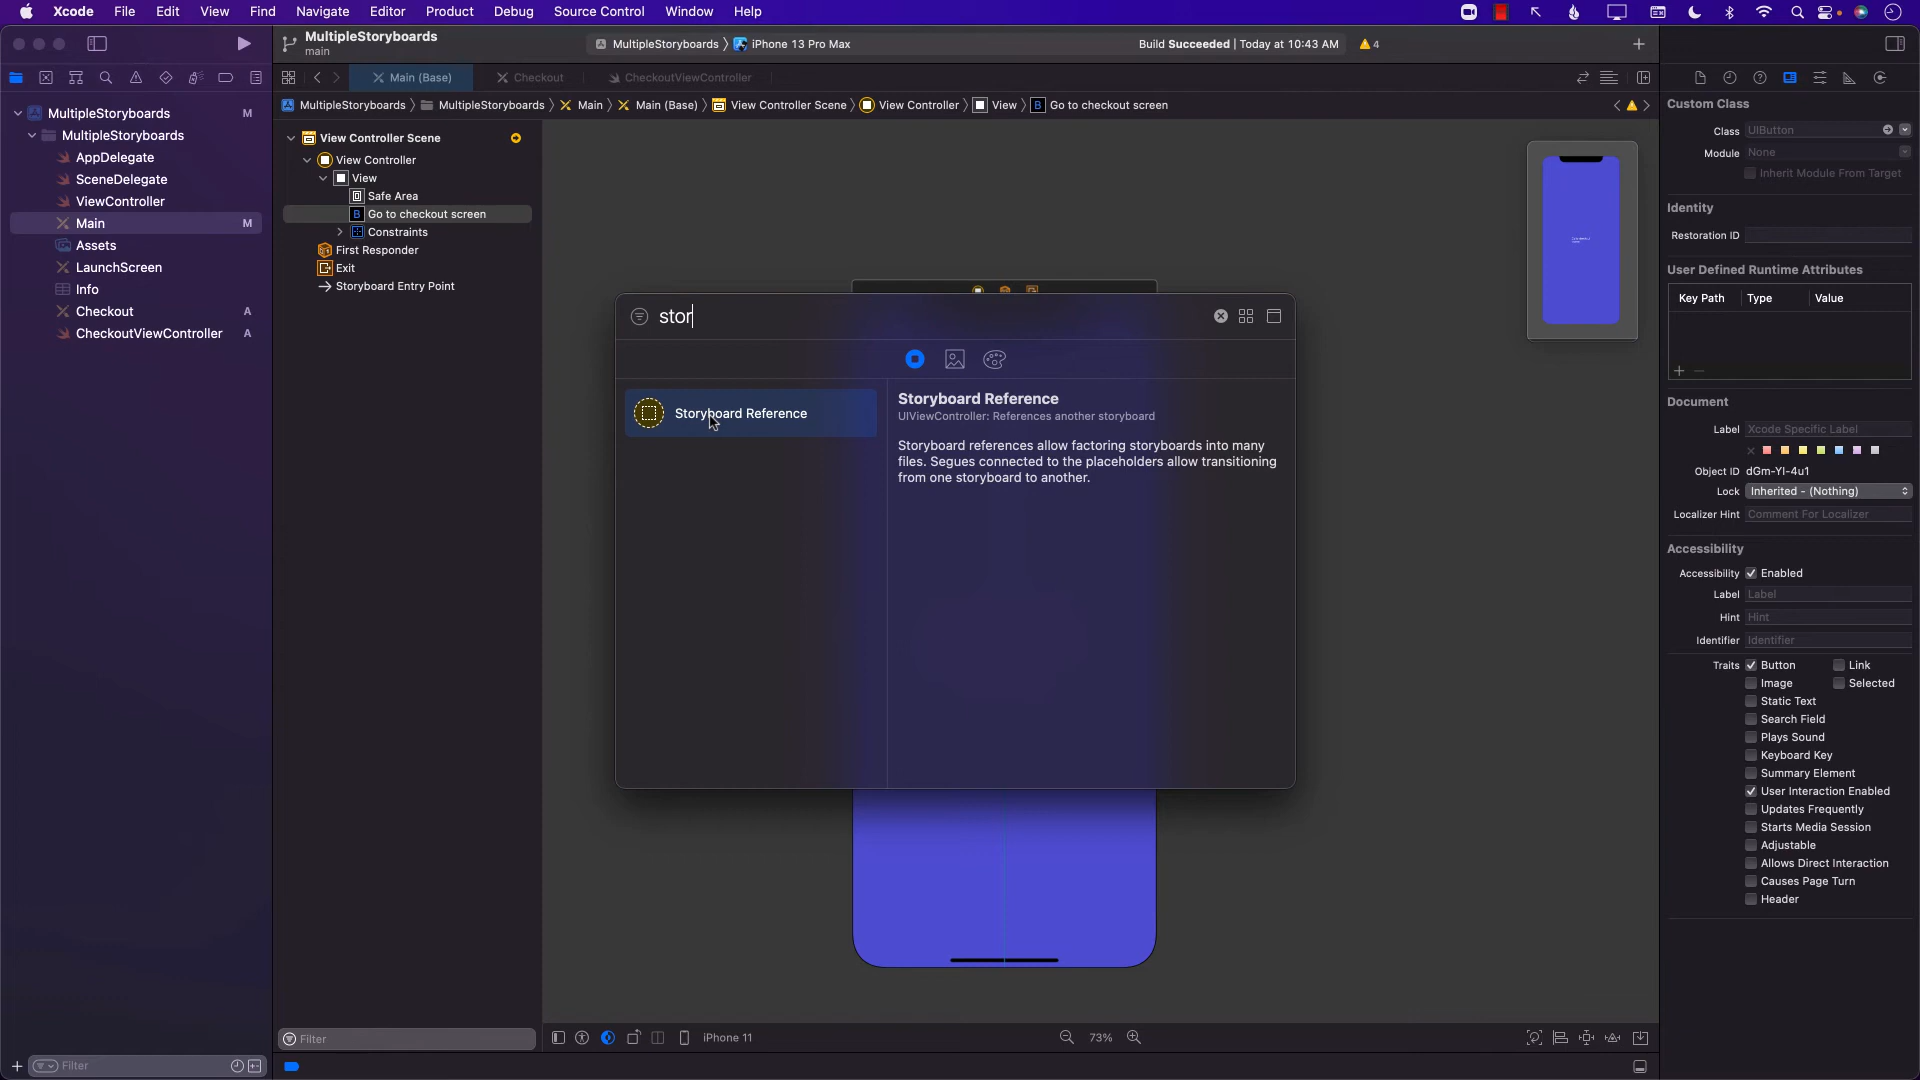 Xcode File Edit View Find Navigate Editor Product Debug Source Control Window Help
MultipleStoryboards
main
MultipleStoryboards iPhone 13 Pro Max
Build Succeeded | Today at 10:43 AM
4
Main (Base)
Checkout
CheckoutViewController
MultipleStoryboards MultipleStoryboards Main Main (Base) View Controller Scene View Controller View B Go to checkout screen
MultipleStoryboards M
MultipleStoryboards
AppDelegate
SceneDelegate
ViewController
Main M
Assets
LaunchScreen
Info
Checkout A
CheckoutViewController A
Filter
View Controller Scene
View Controller
View
Safe Area
B Go to checkout screen
Constraints
First Responder
Exit
Storyboard Entry Point
Filter
stor
Storyboard Reference
Storyboard Reference
UIViewController: References another storyboard
Storyboard references allow factoring storyboards into many
files. Segues connected to the placeholders allow transitioning
from one storyboard to another.
iPhone 11
73%
Custom Class
Class UIButton
Module None
Inherit Module From Target
Identity
Restoration ID
User Defined Runtime Attributes
Key Path Type Value
Document
Label Xcode Specific Label
Object ID dGm-YI-4u1
Lock Inherited - (Nothing)
Localizer Hint Comment For Localizer
Accessibility
Accessibility Enabled
Label Label
Hint Hint
Identifier Identifier
Traits Button Link
Image Selected
Static Text
Search Field
Plays Sound
Keyboard Key
Summary Element
User Interaction Enabled
Updates Frequently
Starts Media Session
Adjustable
Allows Direct Interaction
Causes Page Turn
Header